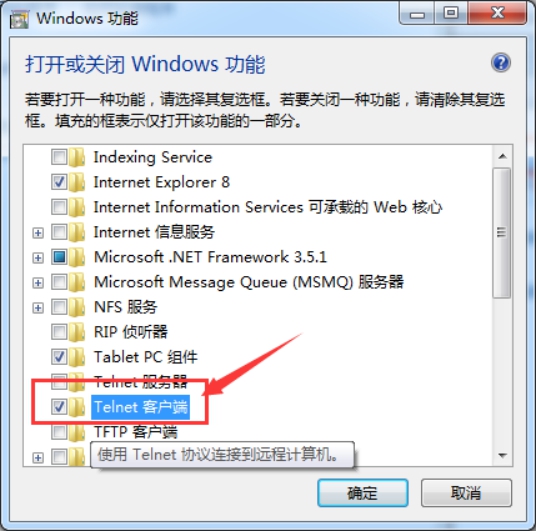 Windows 功能
打开或关闭 Windows 功能
若要打开一种功能，请选择其复选框。若要关闭一种功能，请清除其复选
框。填充的框表示仅打开该功能的一部分。
Indexing Service
Internet Explorer 8
Internet Information Services 可承载的 Web 核心
Internet 信息服务
Microsoft .NET Framework 3.5.1
Microsoft Message Queue (MSMQ) 服务器
NFS 服务
RIP 侦听器
Tablet PC 组件
Telnet 服务器
Telnet 客户端
TFTP 客户端
使用 Telnet 协议连接到远程计算机。
确定
取消